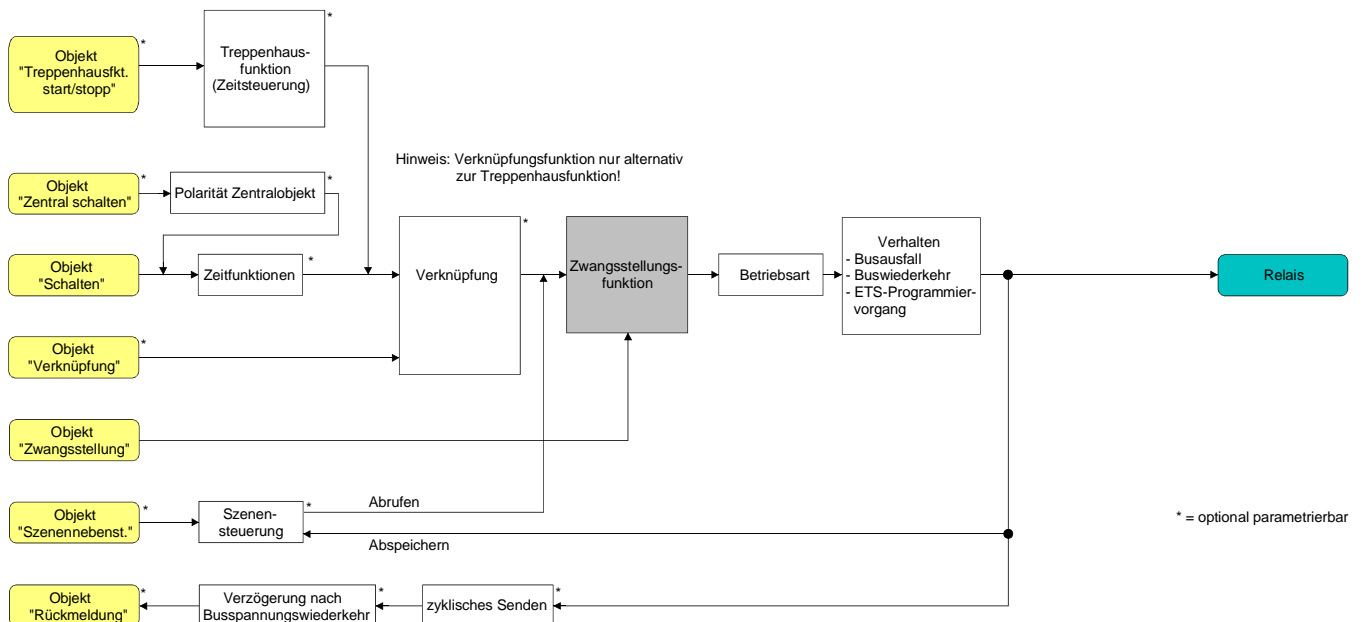 *
*
Objekt
"Treppenhausfkt.
start/stopp"
Treppenhaus-
funktion
(Zeitsteuerung)
Hinweis: Verknüpfungsfunktion nur alternativ
zur Treppenhausfunktion!
*
*
Objekt
"Zentral schalten"
Polarität Zentralobjekt
*
*
*
Objekt
"Schalten"
Zeitfunktionen
Verknüpfung
Zwangsstellungs-
funktion
Betriebsart
Verhalten
- Busausfall
- Buswiederkehr
- ETS-Programmier-
vorgang
Relais
*
Objekt
"Verknüpfung"
Objekt
"Zwangsstellung"
*
*
Objekt
"Szenennebenst."
Szenen-
steuerung
Abrufen
Abspeichern
* = optional parametrierbar
*
*
*
Objekt
"Rückmeldung"
Verzögerung nach
Busspannungswiederkehr
zyklisches Senden